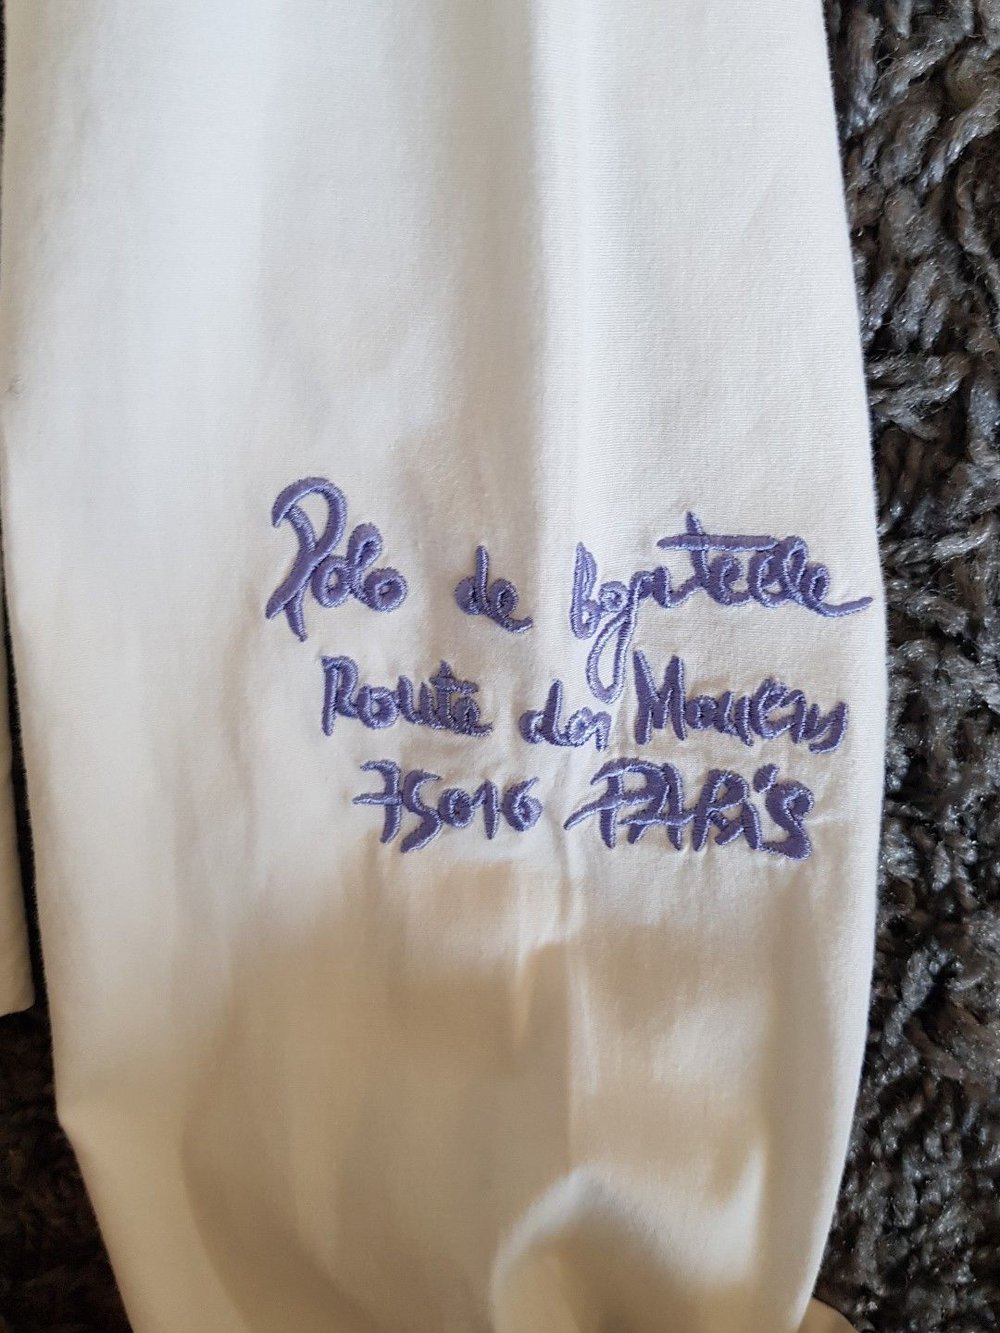 Polo de bagatelle
Route des Moulins
75016 PARiS